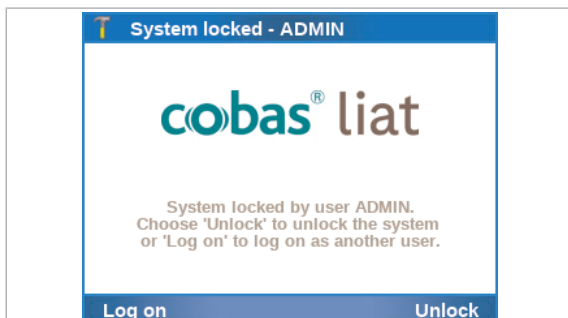 System locked - ADMIN
cobas® liat
System locked by user ADMIN.
Choose 'Unlock' to unlock the system
or 'Log on' to log on as another user.
Log on Unlock